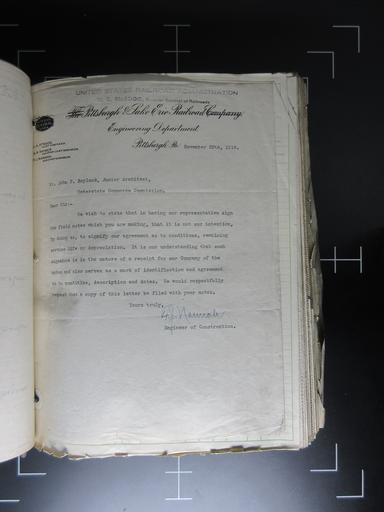 UNITED STATES RAILROAD ADMINISTRATION
W. G. McADOO, Director General of Railroads
The Pittsburgh & Lake Erie Railroad Company.
Engineering Department
Pittsburgh, Pa. November 29th, 1918.
Mr. John F. Boylack, Junior Architect,
Interstate Commerce Commission.
Dear Sir:-
We wish to state that in having our representative sign
the field notes which you are making, that it is not our intention,
by doing so, to signify our agreement as to conditions, remaining
service life or depreciation. It is our understanding that such
signature is in the nature of a receipt for our Company of the
notes and also serves as a mark of identification and agreement
as to quantities, description and dates. We would respectfully
request that a copy of this letter be filed with your notes.
Yours truly,
Engineer of Construction.